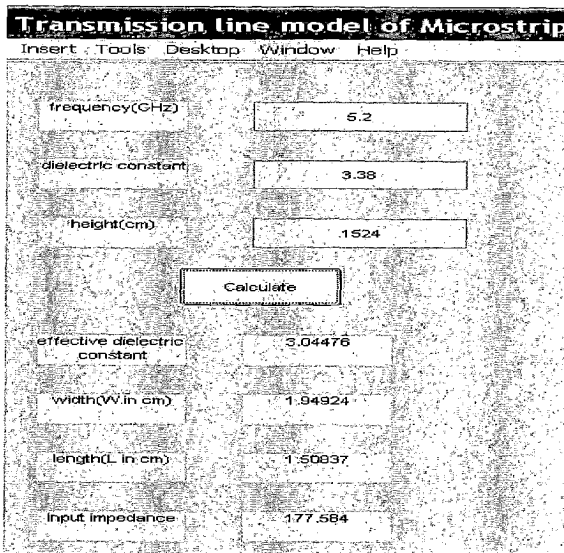 Transmission line model of Microstrip
Insert Tools Desktop Window Help
frequency(GHz)
5.2
dielectric constant
3.38
height(cm)
.1524
Calculate
effective dielectric
constant
3.04476
width(W.in cm)
1.94924
length(L in cm)
1.50837
Input impedance
177.584